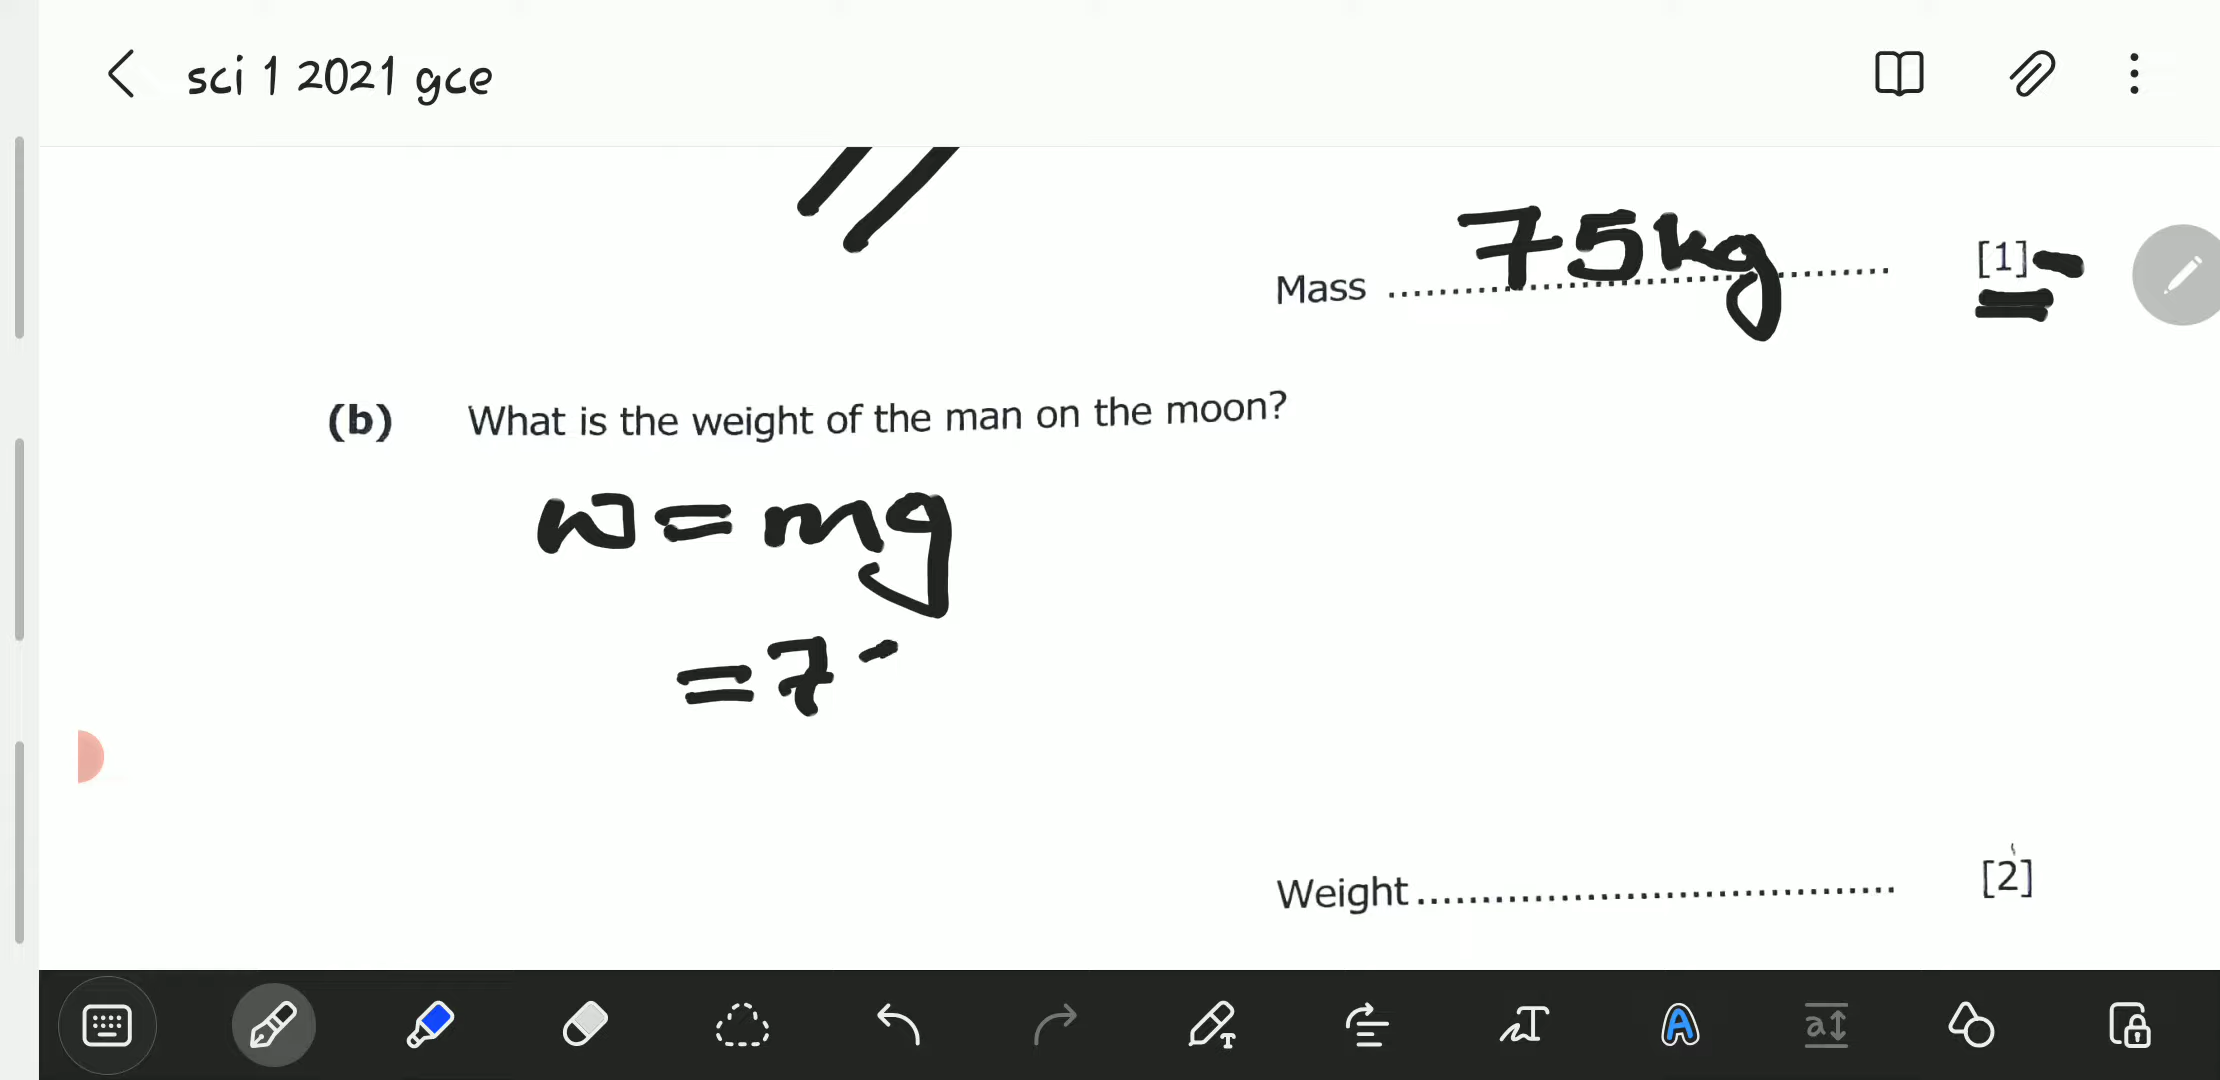 sci 1 2021 gce
Mass .............................. 75kg [1]
(b) What is the weight of the man on the moon?
w = mg
= 7
Weight .............................. [2]